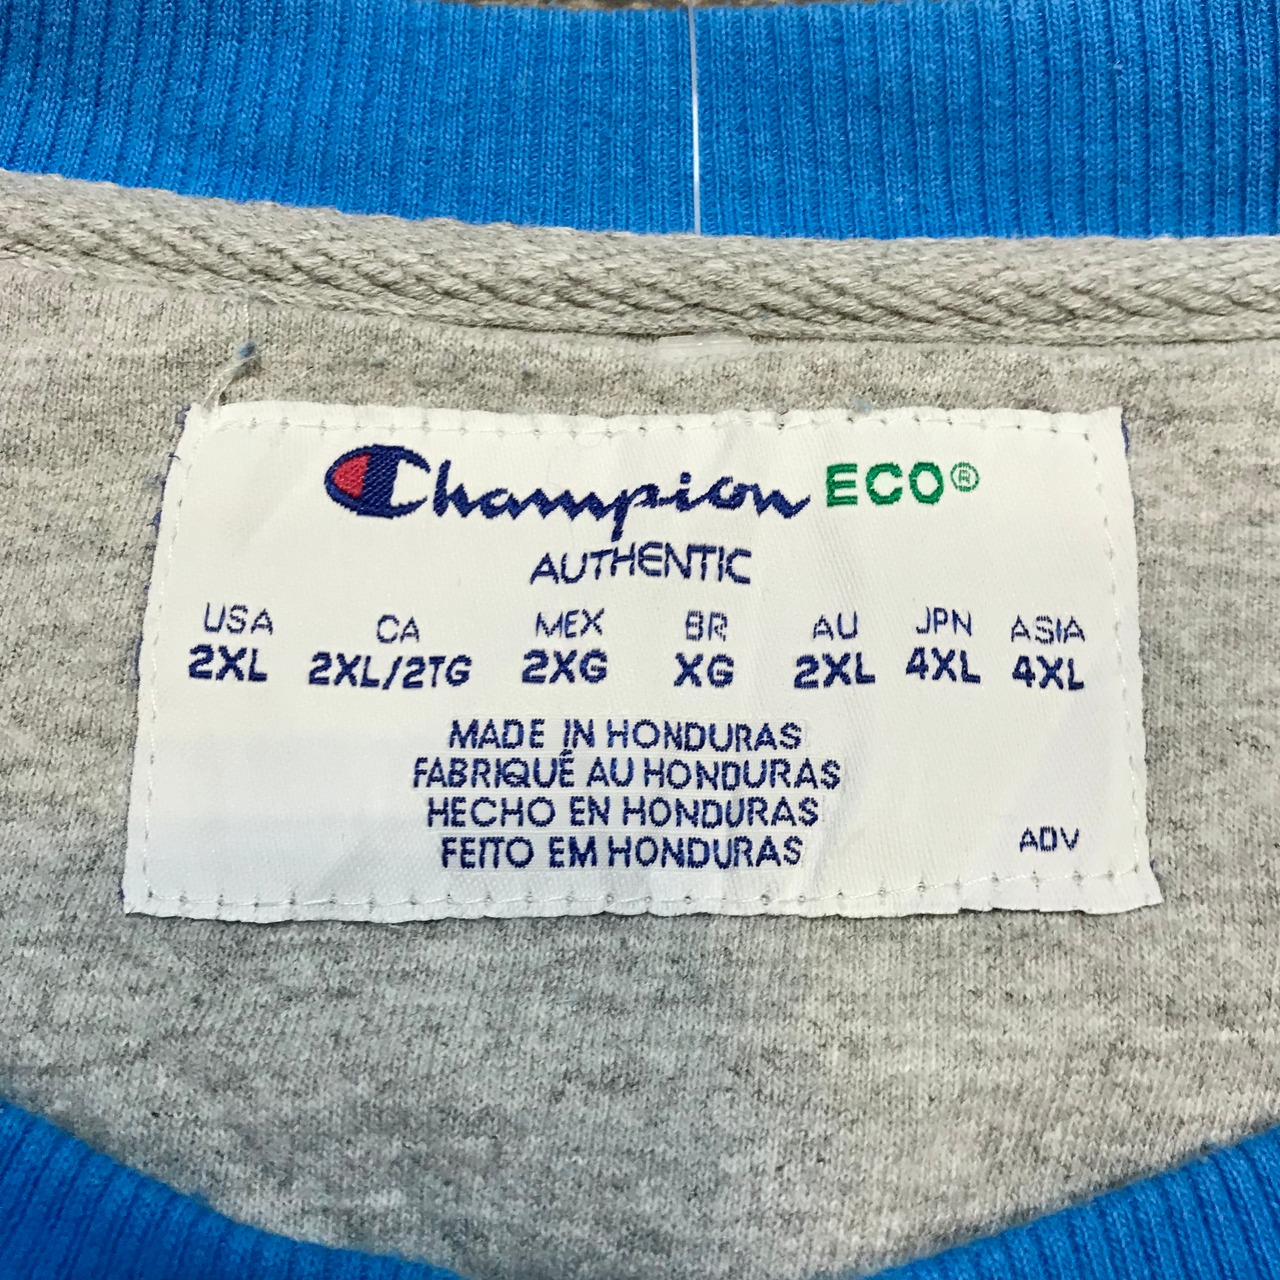 Champion ECO®
AUTHENTIC
USA CA MEX BR AU JPN ASIA
2XL 2XL/2TG 2XG XG 2XL 4XL 4XL
MADE IN HONDURAS
FABRIQUÉ AU HONDURAS
HECHO EN HONDURAS
FEITO EM HONDURAS
ADV